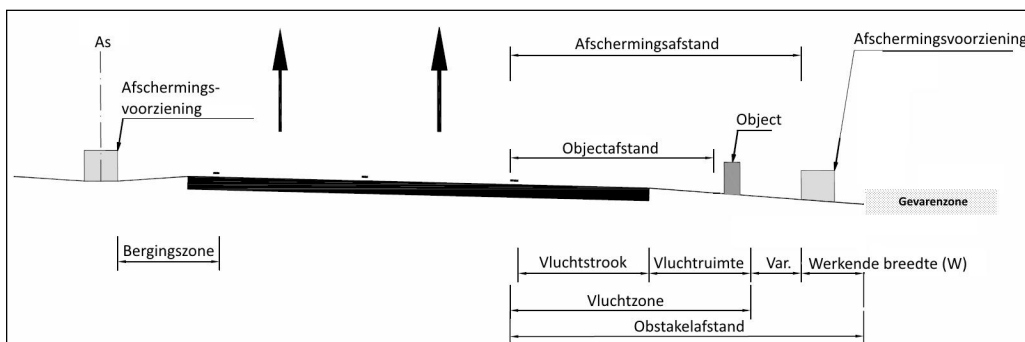 As
Afschermings-
voorziening
Afschermingsafstand
Afschermingsvoorziening
Object
Objectafstand
Gevarenzone
Bergingszone
Vluchtstrook
Vluchtruimte
Var.
Werkende breedte (W)
Vluchtzone
Obstakelafstand